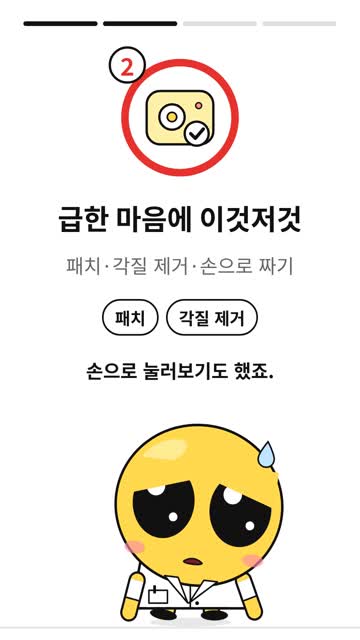 2
급한 마음에 이것저것
패치·각질 제거·손으로 짜기
패치 각질 제거
손으로 눌러보기도 했죠.